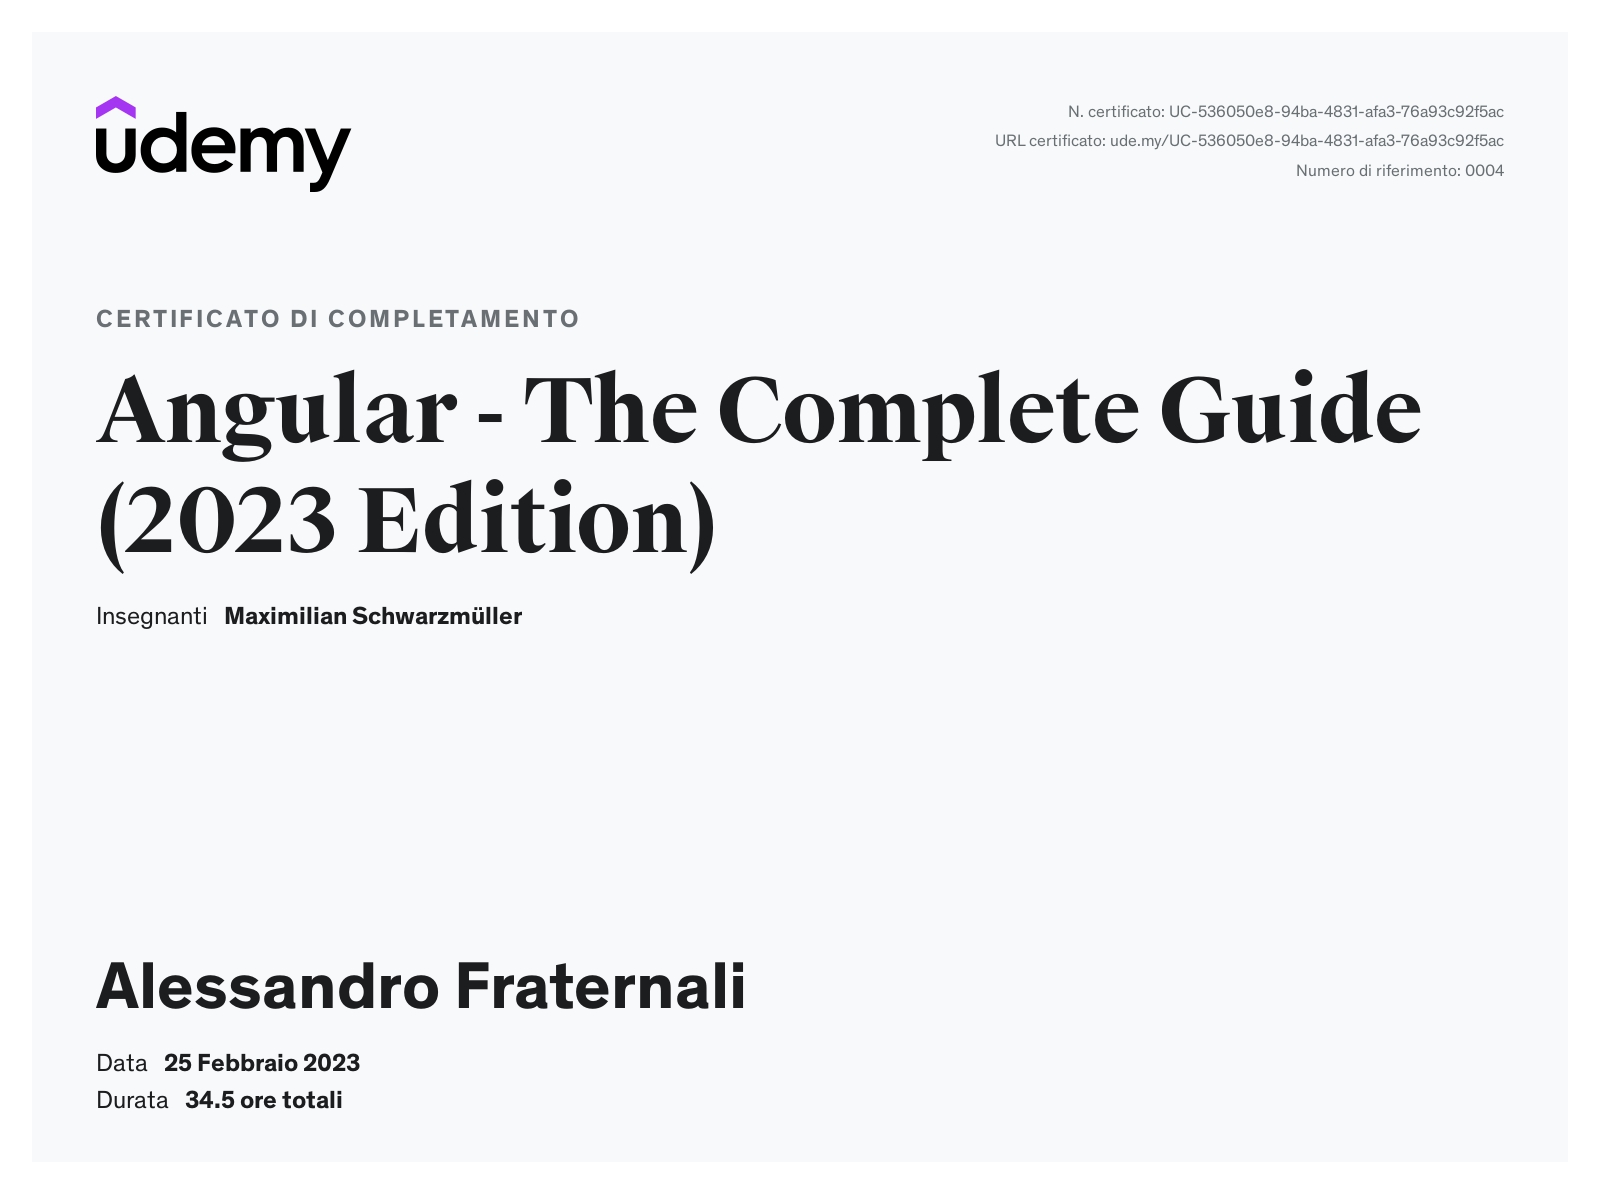 udemy
N. certificato: UC-536050e8-94ba-4831-afa3-76a93c92f5ac
URL certificato: ude.my/UC-536050e8-94ba-4831-afa3-76a93c92f5ac
Numero di riferimento: 0004
CERTIFICATO DI COMPLETAMENTO
Angular - The Complete Guide
(2023 Edition)
Insegnanti Maximilian Schwarzmüller
Alessandro Fraternali
Data 25 Febbraio 2023
Durata 34.5 ore totali